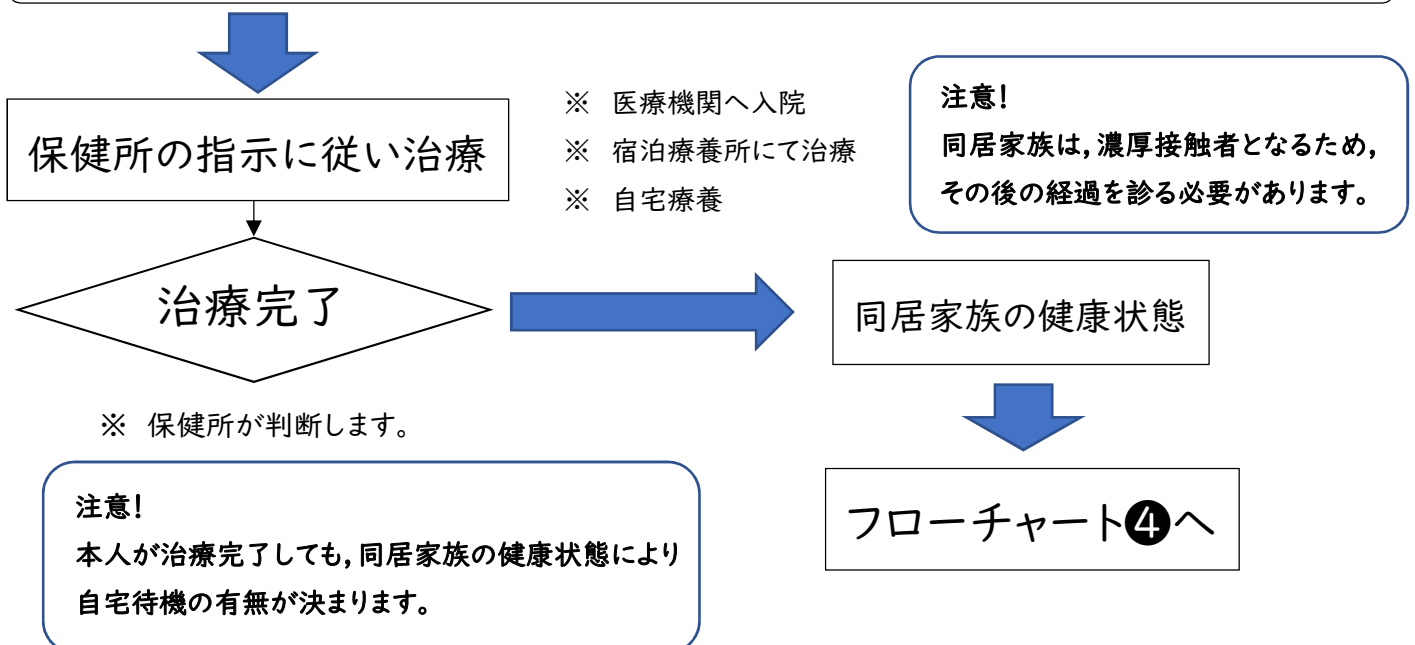 保健所の指示に従い治療
※ 医療機関へ入院
※ 宿泊療養所にて治療
※ 自宅療養
注意!
同居家族は,濃厚接触者となるため,
その後の経過を診る必要があります。
治療完了
同居家族の健康状態
※ 保健所が判断します。
注意!
本人が治療完了しても,同居家族の健康状態により
自宅待機の有無が決まります。
フローチャート❹へ